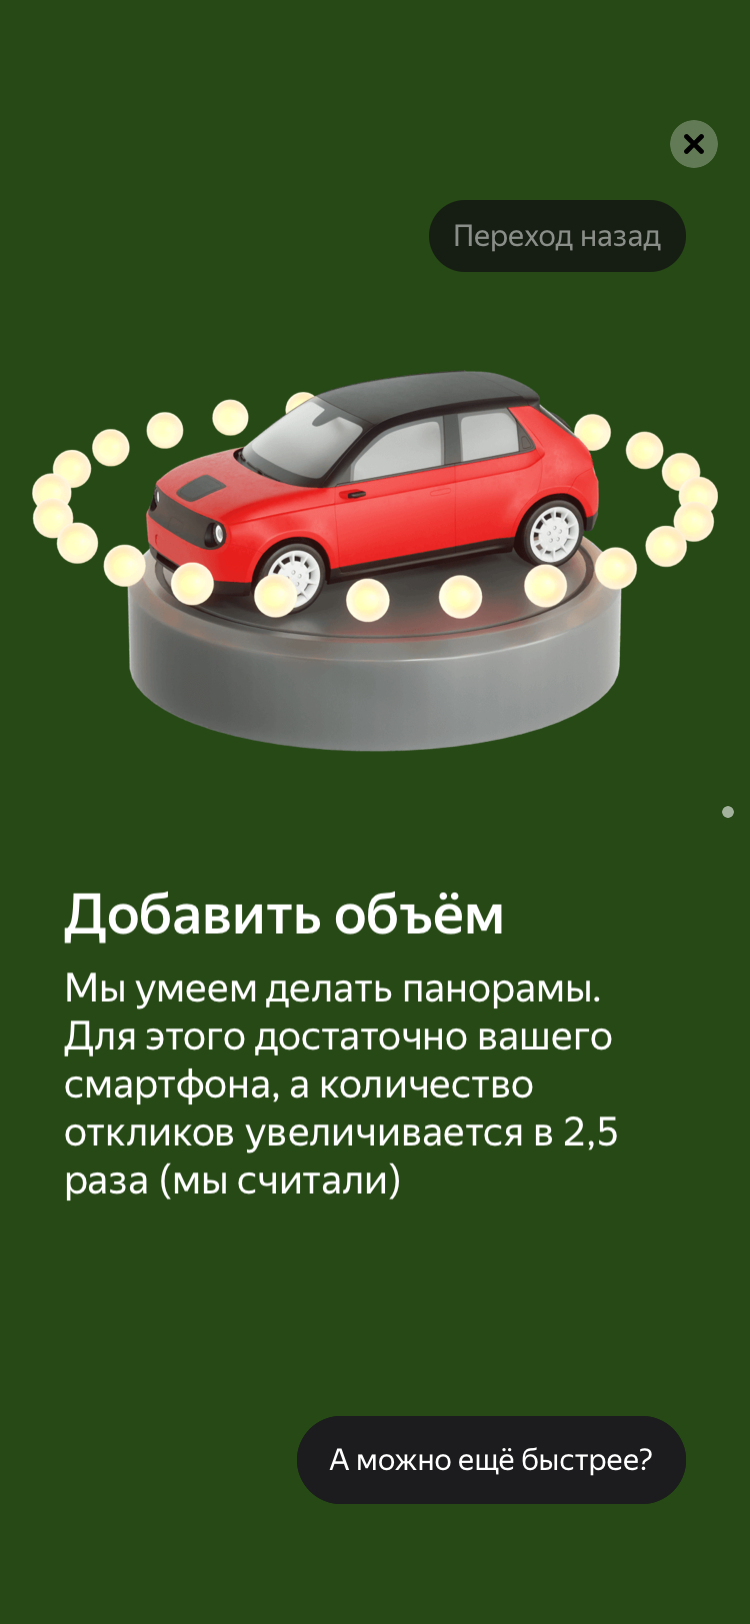 Переход назад
Добавить объём
Мы умеем делать панорамы.
Для этого достаточно вашего
смартфона, а количество
откликов увеличивается в 2,5
раза (мы считали)
А можно ещё быстрее?